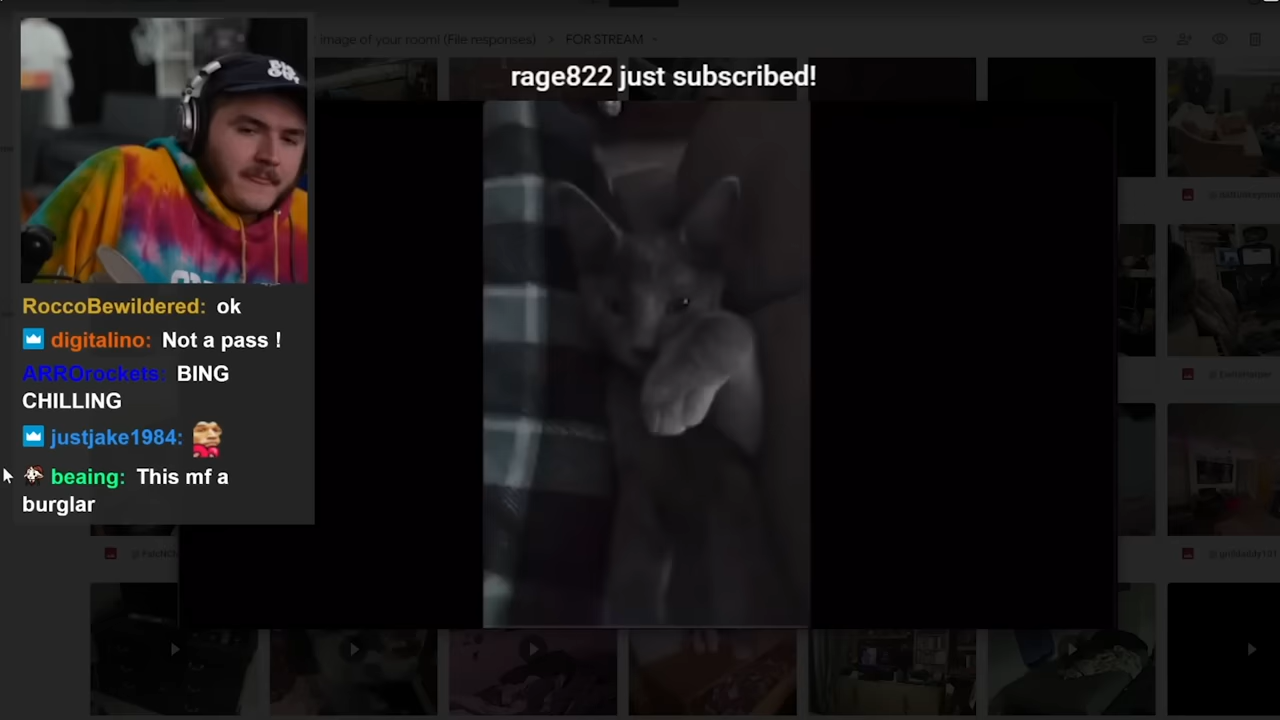 image of your room! (File responses) > FOR STREAM
rage822 just subscribed!
RoccoBewildered: ok
digitalino: Not a pass !
ARROrockets: BING
CHILLING
justjake1984:
beaing: This mf a
burglar